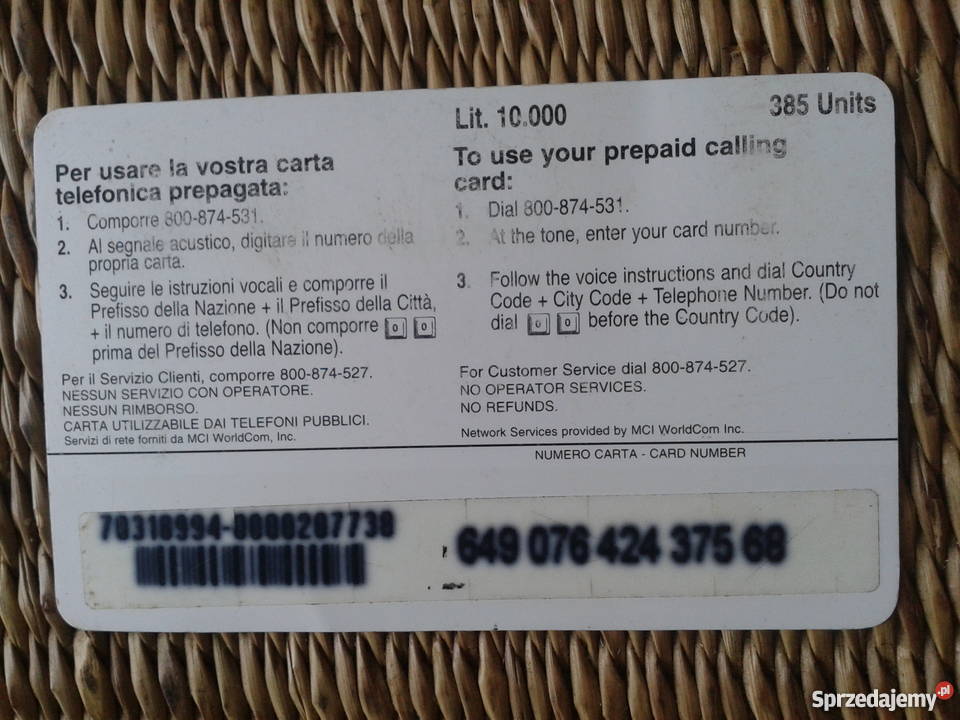 Lit. 10.000
385 Units
Per usare la vostra carta
telefonica prepagata:
1. Comporre 800-874-531.
2. Al segnale acustico, digitare il numero della
propria carta.
3. Seguire le istruzioni vocali e comporre il
Prefisso della Nazione + il Prefisso della Città,
+ il numero di telefono. (Non comporre 0 0
prima del Prefisso della Nazione).
Per il Servizio Clienti, comporre 800-874-527.
NESSUN SERVIZIO CON OPERATORE.
NESSUN RIMBORSO.
CARTA UTILIZZABILE DAI TELEFONI PUBBLICI.
Servizi di rete forniti da MCI WorldCom, Inc.
To use your prepaid calling
card:
1. Dial 800-874-531.
2. At the tone, enter your card number.
3. Follow the voice instructions and dial Country
Code + City Code + Telephone Number. (Do not
dial 0 0 before the Country Code).
For Customer Service dial 800-874-527.
NO OPERATOR SERVICES.
NO REFUNDS.
Network Services provided by MCI WorldCom, Inc.
NUMERO CARTA - CARD NUMBER
649 076 424 375 68
Sprzedajemy.pl